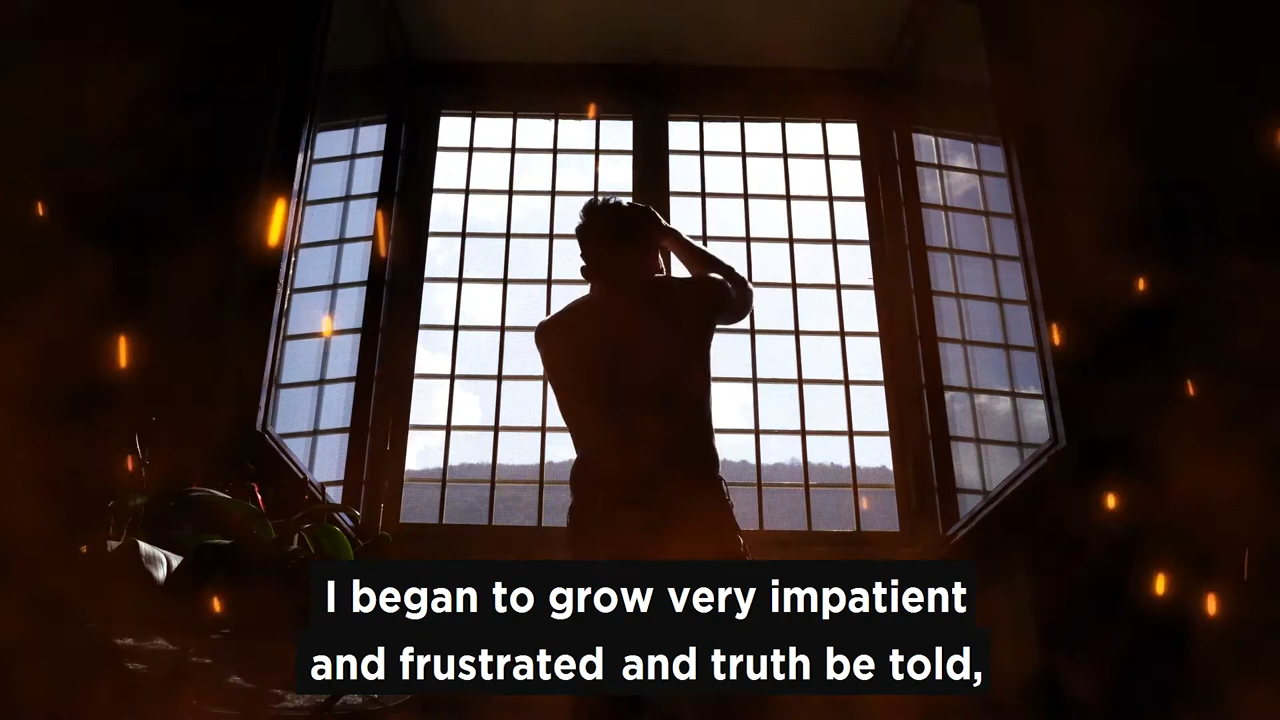 I began to grow very impatient
and frustrated and truth be told,